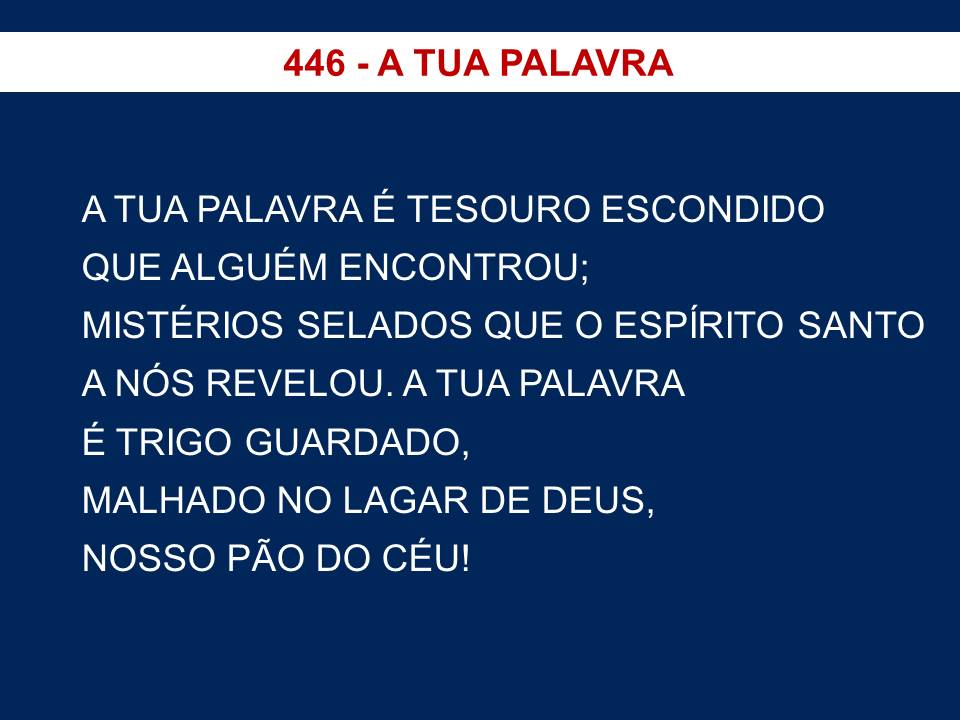 446 - A TUA PALAVRA
A TUA PALAVRA É TESOURO ESCONDIDO
QUE ALGUÉM ENCONTROU;
MISTÉRIOS SELADOS QUE O ESPÍRITO SANTO
A NÓS REVELOU. A TUA PALAVRA
É TRIGO GUARDADO,
MALHADO NO LAGAR DE DEUS,
NOSSO PÃO DO CÉU!